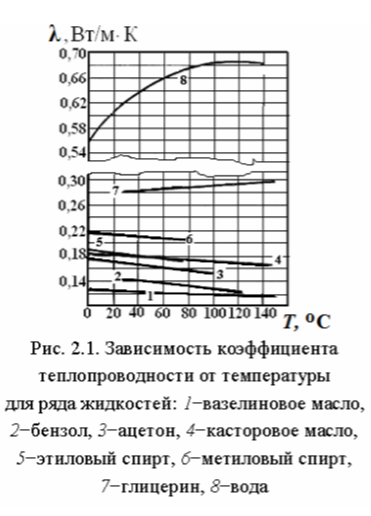 λ, Вт/м· К
0,70
0,66
8
0,62
0,58
0,54
0,30
7
0,26
0,22
6
5
0,18
4
3
2
0,14
1
0 20 40 60 80 100 120 140
T, °C
Рис. 2.1. Зависимость коэффициента
теплопроводности от температуры
для ряда жидкостей: 1–вазелиновое масло,
2–бензол, 3–ацетон, 4–касторовое масло,
5–этиловый спирт, 6–метиловый спирт,
7–глицерин, 8–вода